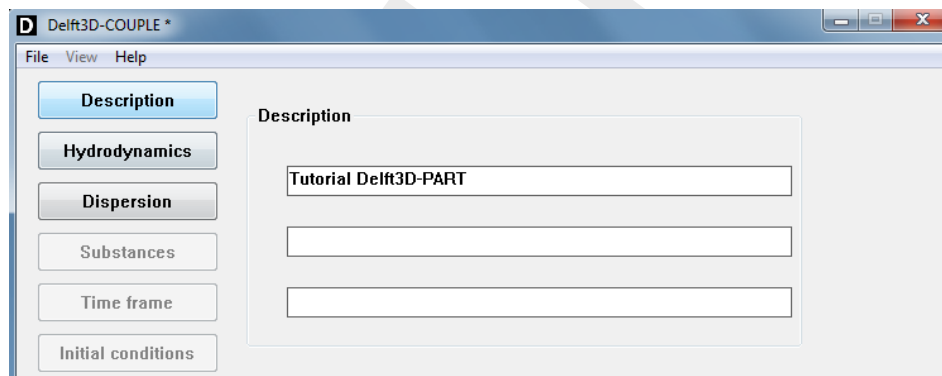 D Delft3D-COUPLE *
File View Help
Description
Hydrodynamics
Dispersion
Substances
Time frame
Initial conditions
Description
Tutorial Delft3D-PART